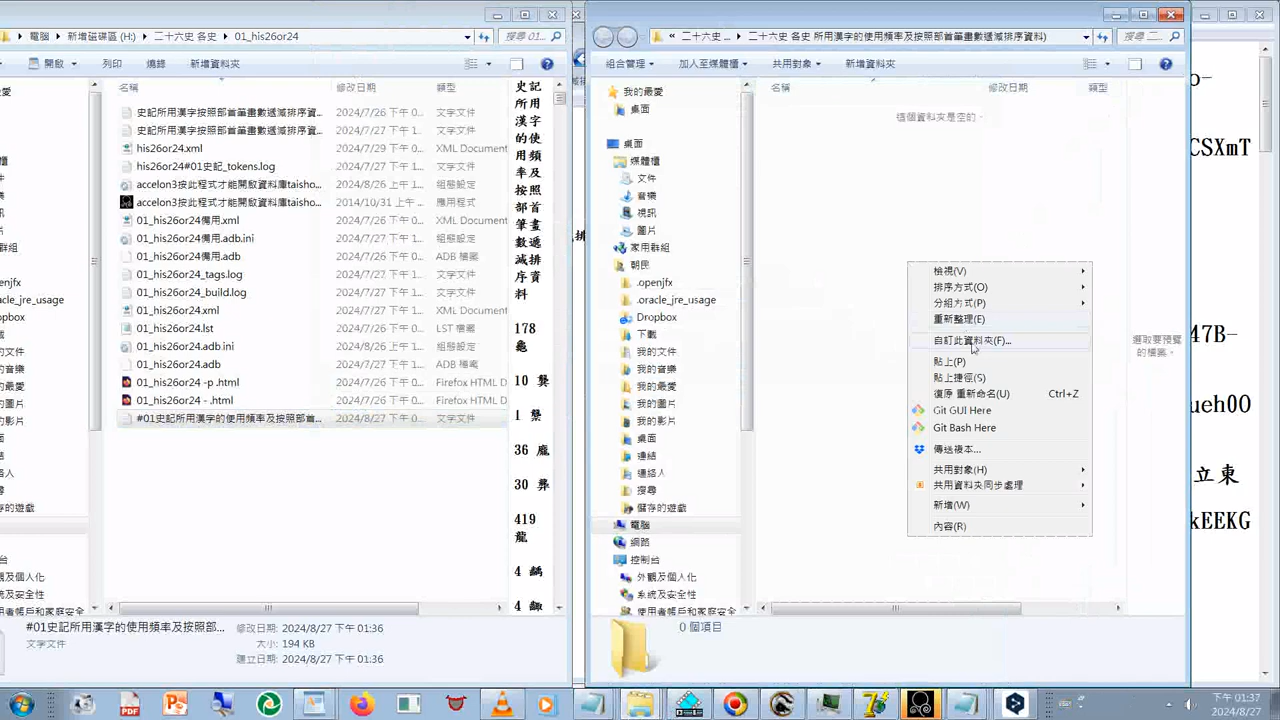 電腦 ▸ 新增磁碟區 (H:) ▸ 二十六史 各史 ▸ 01_his26or24
搜尋 01...
開啟 列印 燒錄 新增資料夾
名稱 修改日期 類型
史記所用漢字按照部首筆畫數遞減排序資... 2024/7/26 下午 0... 文字文件
史記所用漢字按照部首筆畫數遞減排序資... 2024/7/27 下午 1... 文字文件
his26or24.xml 2024/7/29 下午 0... XML Document
his26or24#01史記_tokens.log 2024/7/26 下午 0... 文字文件
accelon3按此程式才能開啟資料庫taisho... 2024/8/26 上午 1... 組態設定
accelon3按此程式才能開啟資料庫taisho... 2014/10/31 上午 ... 應用程式
01_his26or24備用.xml 2024/7/26 下午 0... XML Document
01_his26or24備用.adb.ini 2024/7/27 下午 1... 組態設定
01_his26or24備用.adb 2024/7/26 下午 0... ADB 檔案
01_his26or24_tags.log 2024/7/27 下午 1... 文字文件
01_his26or24_build.log 2024/7/27 下午 1... 文字文件
01_his26or24.xml 2024/7/27 下午 1... XML Document
01_his26or24.lst 2024/7/26 下午 0... LST 檔案
01_his26or24.adb.ini 2024/7/27 下午 1... 組態設定
01_his26or24.adb 2024/7/27 下午 1... ADB 檔案
01_his26or24 -p .html 2024/7/26 下午 0... Firefox HTML D
01_his26or24 - .html 2024/7/26 下午 0... Firefox HTML D
#01史記所用漢字的使用頻率及按照部首... 2024/8/27 下午 0... 文字文件
史記
所用
漢字
的使
用頻
率及
按照
部首
筆畫
數遞
減排
序資
料
178
龜
10 龑
36 龐
30
419
龍
4
4
#01史記所用漢字的使用頻率及按照部... 修改日期: 2024/8/27 下午 01:36
文字文件 大小: 194 KB
建立日期: 2024/8/27 下午 01:36
« 二十六史 ... ▸ 二十六史 各史 所用漢字的使用頻率及按照部首筆畫遞減排序資料)
搜尋 二...
組合管理 加入至媒體櫃 共用對象 新增資料夾
名稱 修改日期 類型
這個資料夾是空的。
我的最愛
桌面
桌面
媒體櫃
文件
音樂
視訊
圖片
家用群組
朝民
.openjfx
.oracle_jre_usage
Dropbox
下載
我的文件
我的音樂
我的最愛
我的圖片
我的影片
桌面
連結
連絡人
搜尋
儲存的遊戲
電腦
網路
控制台
外觀及個人化
系統及安全性
使用者帳戶和家庭安全
檢視(V)
排序方式(O)
分組方式(P)
重新整理(E)
自訂此資料夾(F)...
貼上(P)
貼上捷徑(S)
復原 重新命名(U) Ctrl+Z
Git GUI Here
Git Bash Here
傳送複本...
共用對象(H)
共用資料夾同步處理
新增(W)
內容(R)
選取要預覽
的檔案。
0 個項目
CSXmT
47B-
ueh00
立東
kEEKG
下午 01:37
2024/8/27